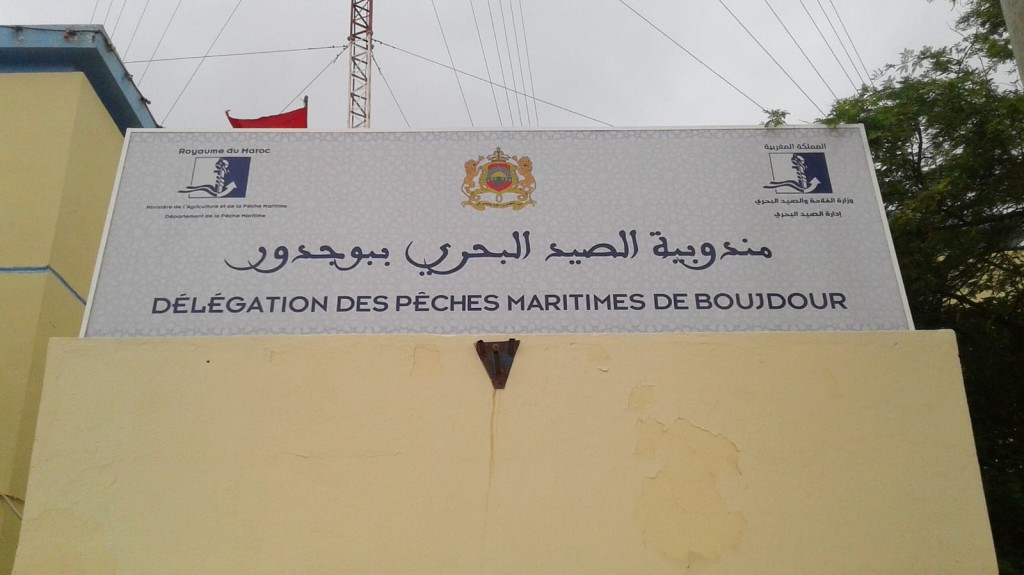 Royaume du Maroc
Ministère de l'Agriculture et de la Pêche Maritime
Département de la Pêche Maritime
المملكة المغربية
وزارة الفلاحة والصيد البحري
إدارة الصيد البحري
مندوبية الصيد البحري ببوجدور
DÉLÉGATION DES PÊCHES MARITIMES DE BOUJDOUR